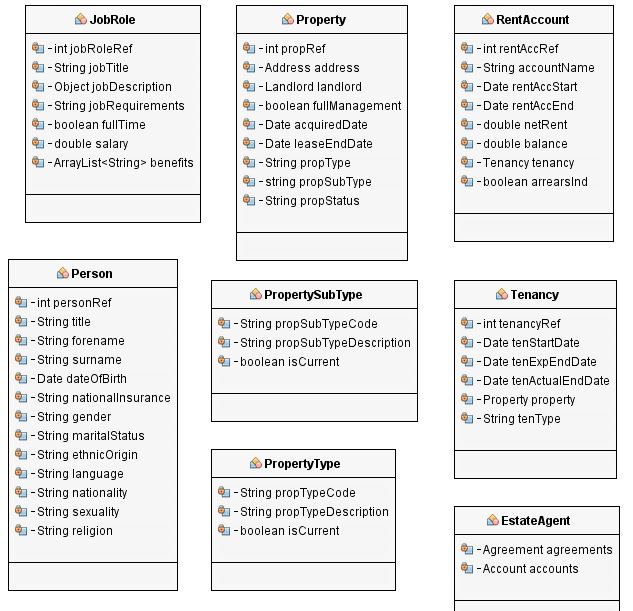 JobRole
- int jobRoleRef
- String jobTitle
- Object jobDescription
- String jobRequirements
- boolean fullTime
- double salary
- ArrayList<String> benefits
Property
- int propRef
- Address address
- Landlord landlord
- boolean fullManagement
- Date acquiredDate
- Date leaseEndDate
- String propType
- string propSubType
- String propStatus
RentAccount
- int rentAccRef
- String accountName
- Date rentAccStart
- Date rentAccEnd
- double netRent
- double balance
- Tenancy tenancy
- boolean arrearsInd
Person
- int personRef
- String title
- String forename
- String surname
- Date dateOfBirth
- String nationalInsurance
- String gender
- String maritalStatus
- String ethnicOrigin
- String language
- String nationality
- String sexuality
- String religion
PropertySubType
- String propSubTypeCode
- String propSubTypeDescription
- boolean isCurrent
Tenancy
- int tenancyRef
- Date tenStartDate
- Date tenExpEndDate
- Date tenActualEndDate
- Property property
- String tenType
PropertyType
- String propTypeCode
- String propTypeDescription
- boolean isCurrent
EstateAgent
- Agreement agreements
- Account accounts